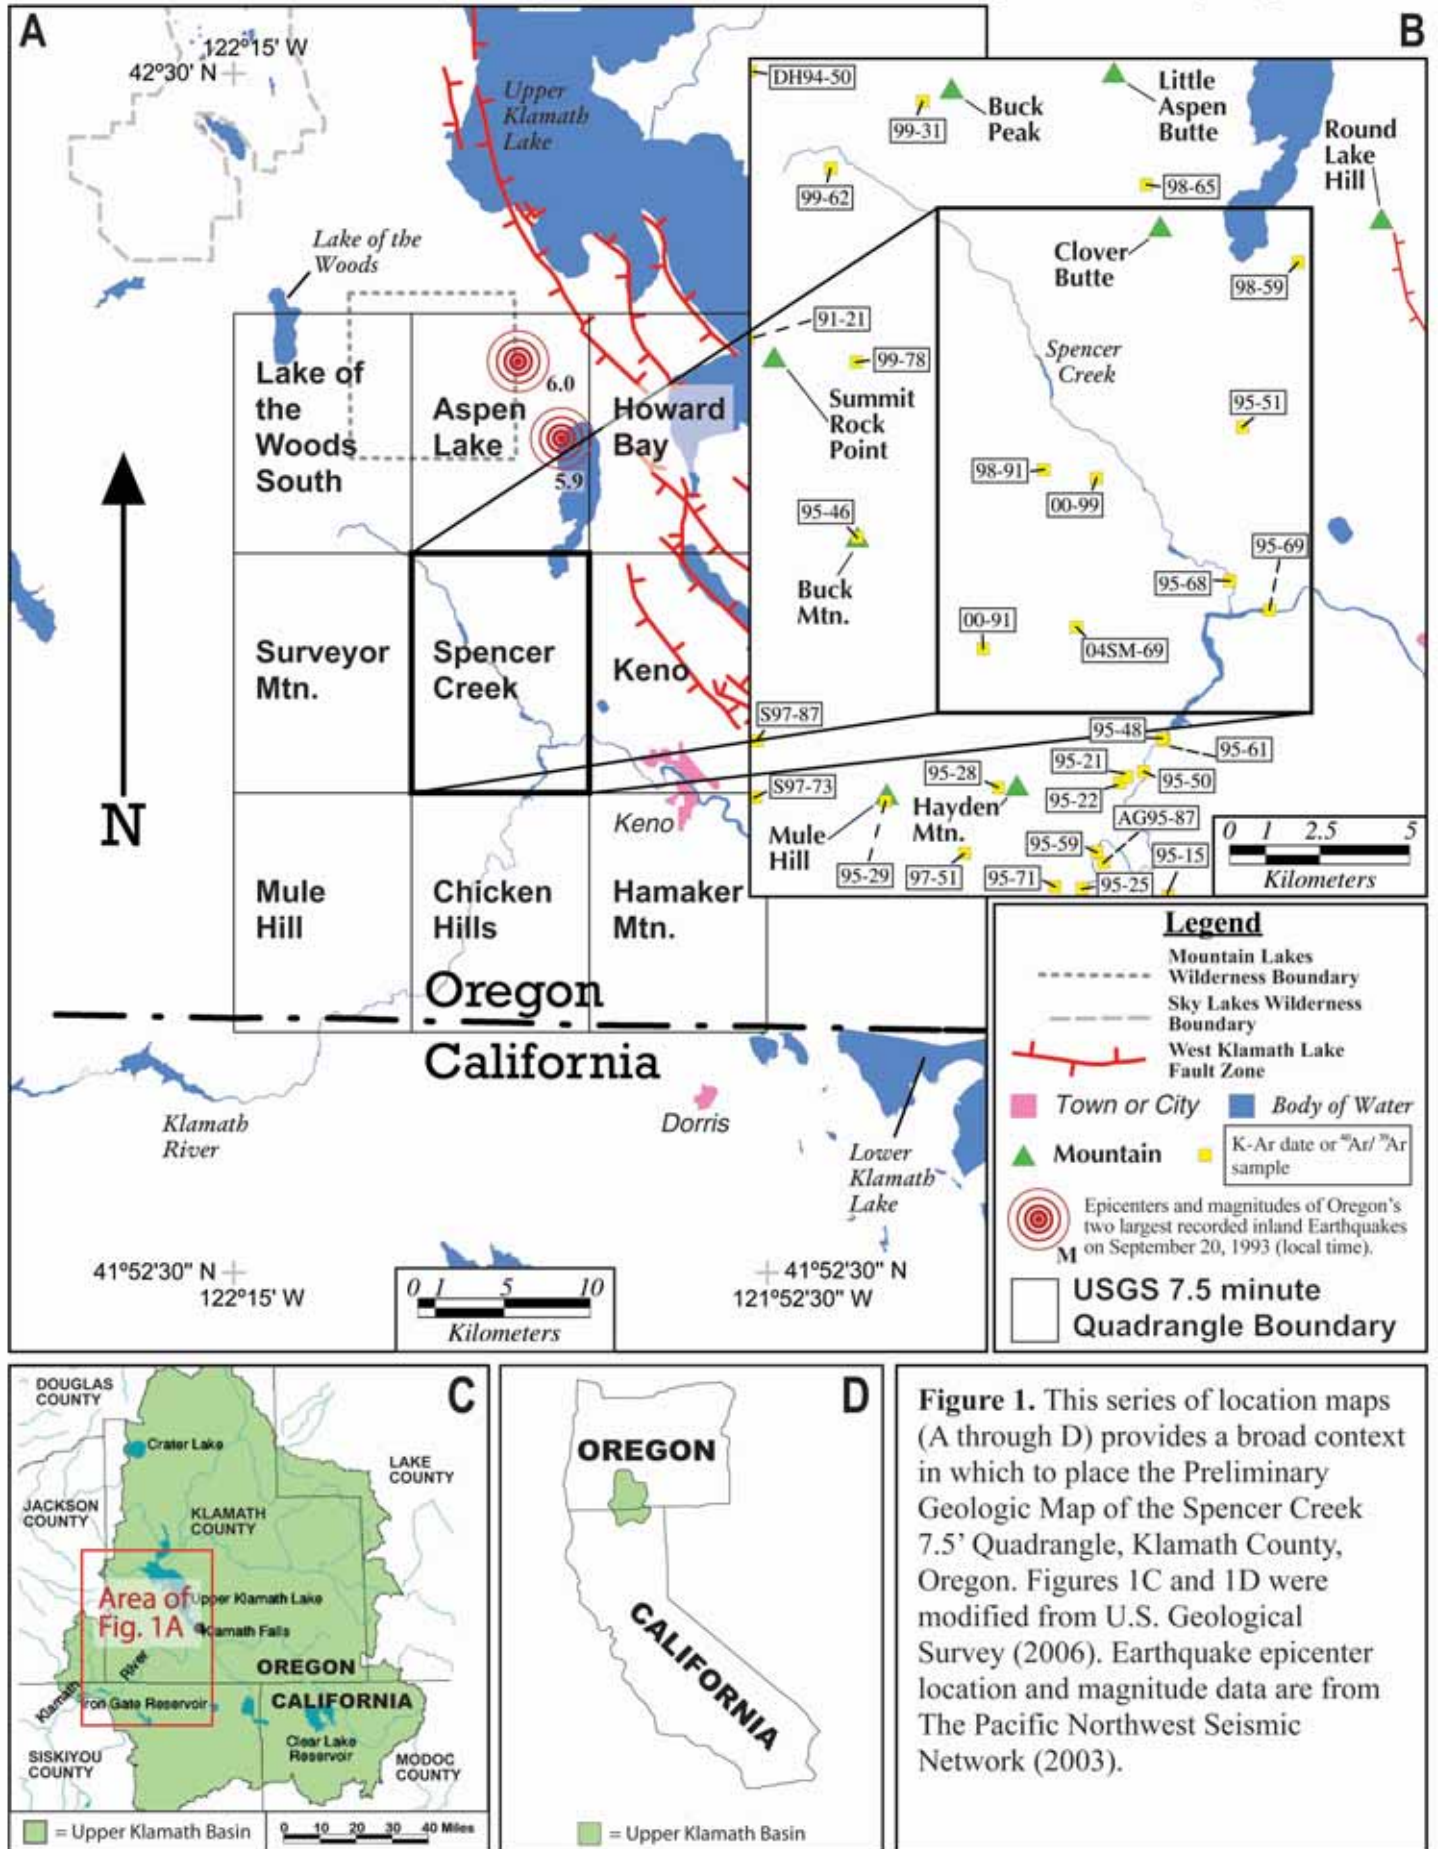 A
122º15' W
42º30' N
Upper
Klamath
Lake
Lake of the
Woods
Lake of
the
Woods
South
Aspen
Lake
6.0
5.9
Howard
Bay
Surveyor
Mtn.
Spencer
Creek
Keno
N
Keno
Mule
Hill
Chicken
Hills
Hamaker
Mtn.
Oregon
California
Klamath
River
Dorris
Lower
Klamath
Lake
41º52'30" N
122º15' W
41º52'30" N
121º52'30" W
0 1 5 10
Kilometers
B
DH94-50
99-31
Buck
Peak
Little
Aspen
Butte
Round
Lake
Hill
99-62
98-65
Clover
Butte
98-59
91-21
99-78
Summit
Rock
Point
Spencer
Creek
95-51
98-91
00-99
95-46
Buck
Mtn.
95-69
95-68
00-91
04SM-69
S97-87
95-48
95-61
95-21
95-50
95-28
95-22
S97-73
Hayden
Mtn.
AG95-87
Mule
Hill
95-59
95-15
95-29
97-51
95-71
95-25
0 1 2.5 5
Kilometers
Legend
Mountain Lakes
Wilderness Boundary
Sky Lakes Wilderness
Boundary
West Klamath Lake
Fault Zone
Town or City
Body of Water
Mountain
K-Ar date or ⁴⁰Ar/ ³⁹Ar
sample
Epicenters and magnitudes of Oregon's
two largest recorded inland Earthquakes
on September 20, 1993 (local time).
M
USGS 7.5 minute
Quadrangle Boundary
C
DOUGLAS
COUNTY
Crater Lake
LAKE
COUNTY
JACKSON
COUNTY
KLAMATH
COUNTY
Area of
Fig. 1A
Upper Klamath Lake
Klamath Falls
OREGON
CALIFORNIA
Klamath River
Iron Gate Reservoir
Clear Lake
Reservoir
SISKIYOU
COUNTY
MODOC
COUNTY
= Upper Klamath Basin
0 10 20 30 40 Miles
D
OREGON
CALIFORNIA
= Upper Klamath Basin
Figure 1. This series of location maps
(A through D) provides a broad context
in which to place the Preliminary
Geologic Map of the Spencer Creek
7.5’ Quadrangle, Klamath County,
Oregon. Figures 1C and 1D were
modified from U.S. Geological
Survey (2006). Earthquake epicenter
location and magnitude data are from
The Pacific Northwest Seismic
Network (2003).